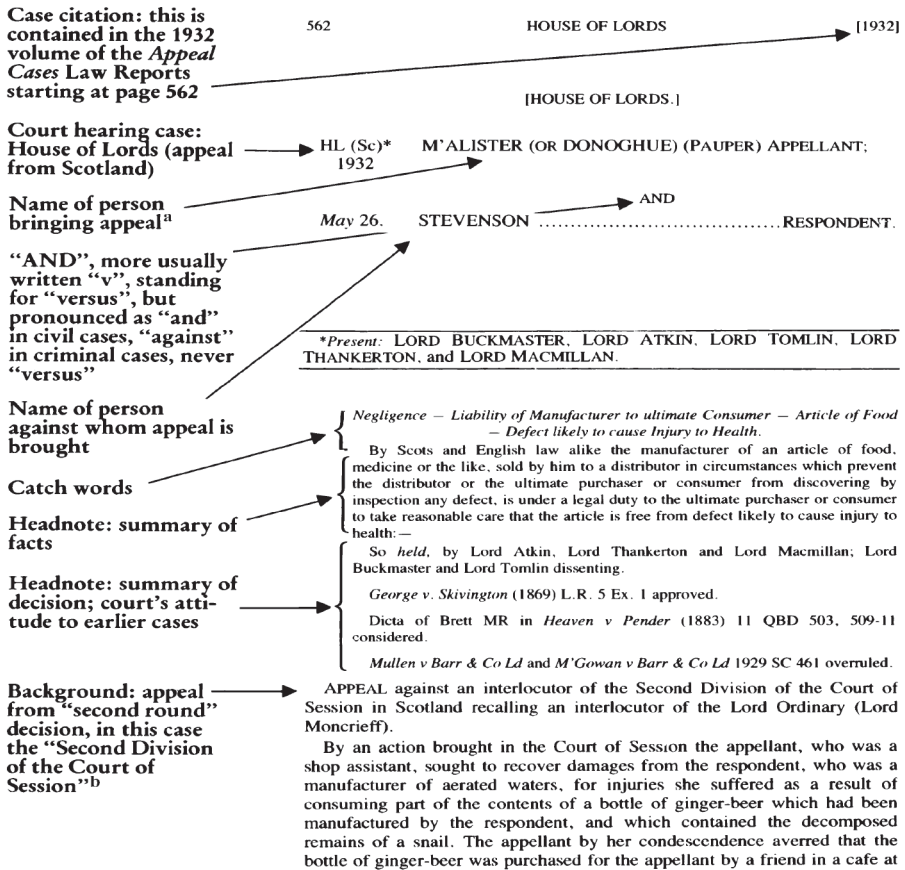 Case citation: this is
contained in the 1932
volume of the Appeal
Cases Law Reports
starting at page 562
562 HOUSE OF LORDS [1932]
[HOUSE OF LORDS.]
Court hearing case:
House of Lords (appeal
from Scotland)
HL (Sc)* M'ALISTER (OR DONOGHUE) (PAUPER) APPELLANT;
1932
Name of person
bringing appealᵃ
AND
May 26. STEVENSON ..................................... RESPONDENT.
“AND”, more usually
written “v”, standing
for “versus”, but
pronounced as “and”
in civil cases, “against”
in criminal cases, never
“versus”
*Present: LORD BUCKMASTER, LORD ATKIN, LORD TOMLIN, LORD
THANKERTON, and LORD MACMILLAN.
Name of person
against whom appeal is
brought
Negligence — Liability of Manufacturer to ultimate Consumer — Article of Food
— Defect likely to cause Injury to Health.
Catch words
By Scots and English law alike the manufacturer of an article of food,
medicine or the like, sold by him to a distributor in circumstances which prevent
the distributor or the ultimate purchaser or consumer from discovering by
inspection any defect, is under a legal duty to the ultimate purchaser or consumer
to take reasonable care that the article is free from defect likely to cause injury to
health:—
Headnote: summary of
facts
So held, by Lord Atkin, Lord Thankerton and Lord Macmillan; Lord
Buckmaster and Lord Tomlin dissenting.
George v. Skivington (1869) L.R. 5 Ex. 1 approved.
Dicta of Brett MR in Heaven v Pender (1883) 11 QBD 503, 509-11
considered.
Mullen v Barr & Co Ld and M'Gowan v Barr & Co Ld 1929 SC 461 overruled.
Headnote: summary of
decision; court's atti-
tude to earlier cases
Background: appeal
from “second round”
decision, in this case
the “Second Division
of the Court of
Session”ᵇ
APPEAL against an interlocutor of the Second Division of the Court of
Session in Scotland recalling an interlocutor of the Lord Ordinary (Lord
Moncrieff).
By an action brought in the Court of Session the appellant, who was a
shop assistant, sought to recover damages from the respondent, who was a
manufacturer of aerated waters, for injuries she suffered as a result of
consuming part of the contents of a bottle of ginger-beer which had been
manufactured by the respondent, and which contained the decomposed
remains of a snail. The appellant by her condescendence averred that the
bottle of ginger-beer was purchased for the appellant by a friend in a cafe at